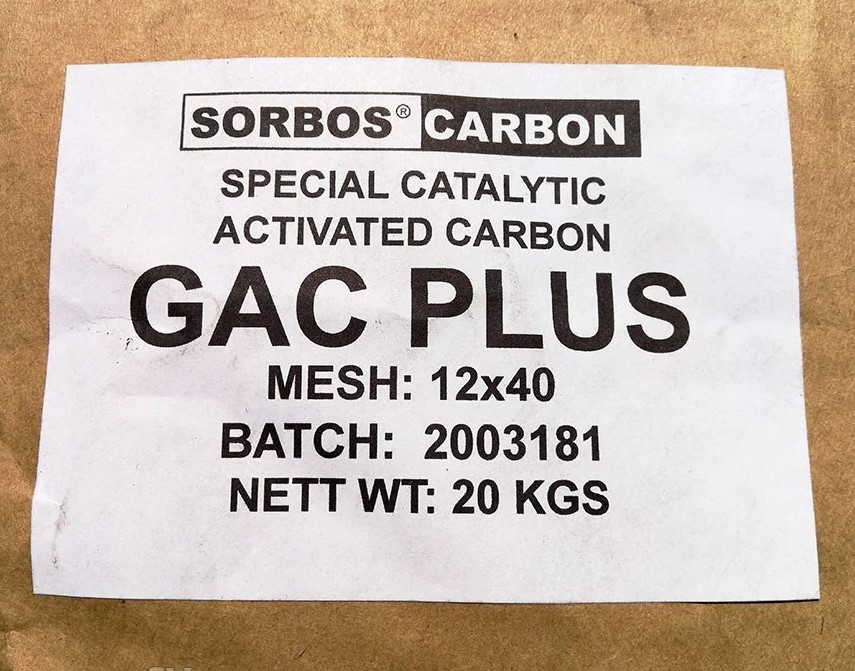 SORBOS® CARBON
SPECIAL CATALYTIC
ACTIVATED CARBON
GAC PLUS
MESH: 12x40
BATCH: 2003181
NETT WT: 20 KGS